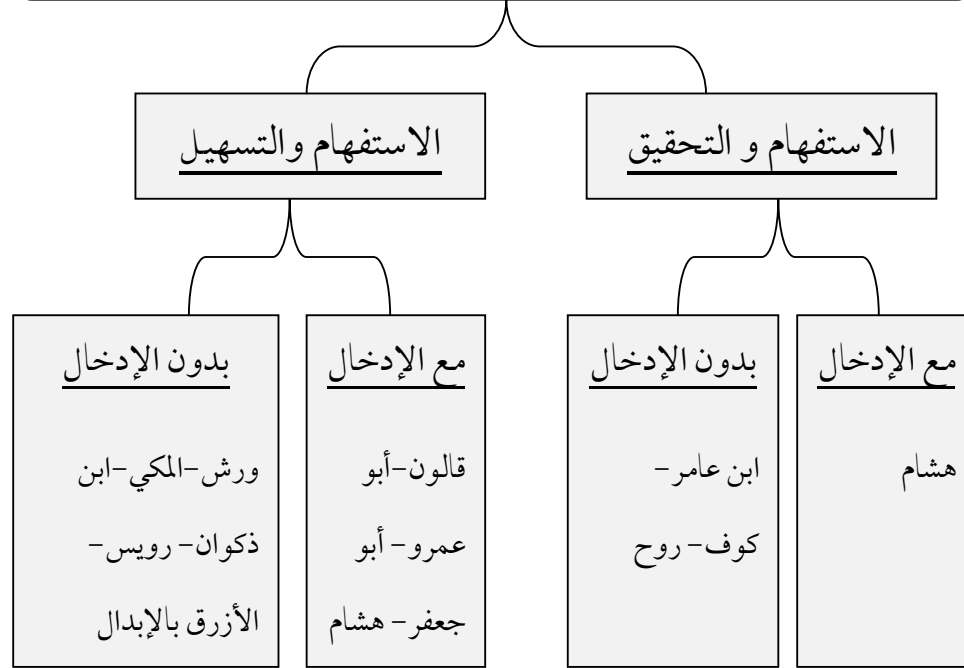 الاستفهام و التحقيق
الاستفهام والتسهيل
مع الإدخال
هشام
بدون الإدخال
ابن عامر-
كوف- روح
مع الإدخال
قالون-أبو
عمرو- أبو
جعفر- هشام
بدون الإدخال
ورش-المكي-ابن
ذكوان- رويس-
الأزرق بالإبدال